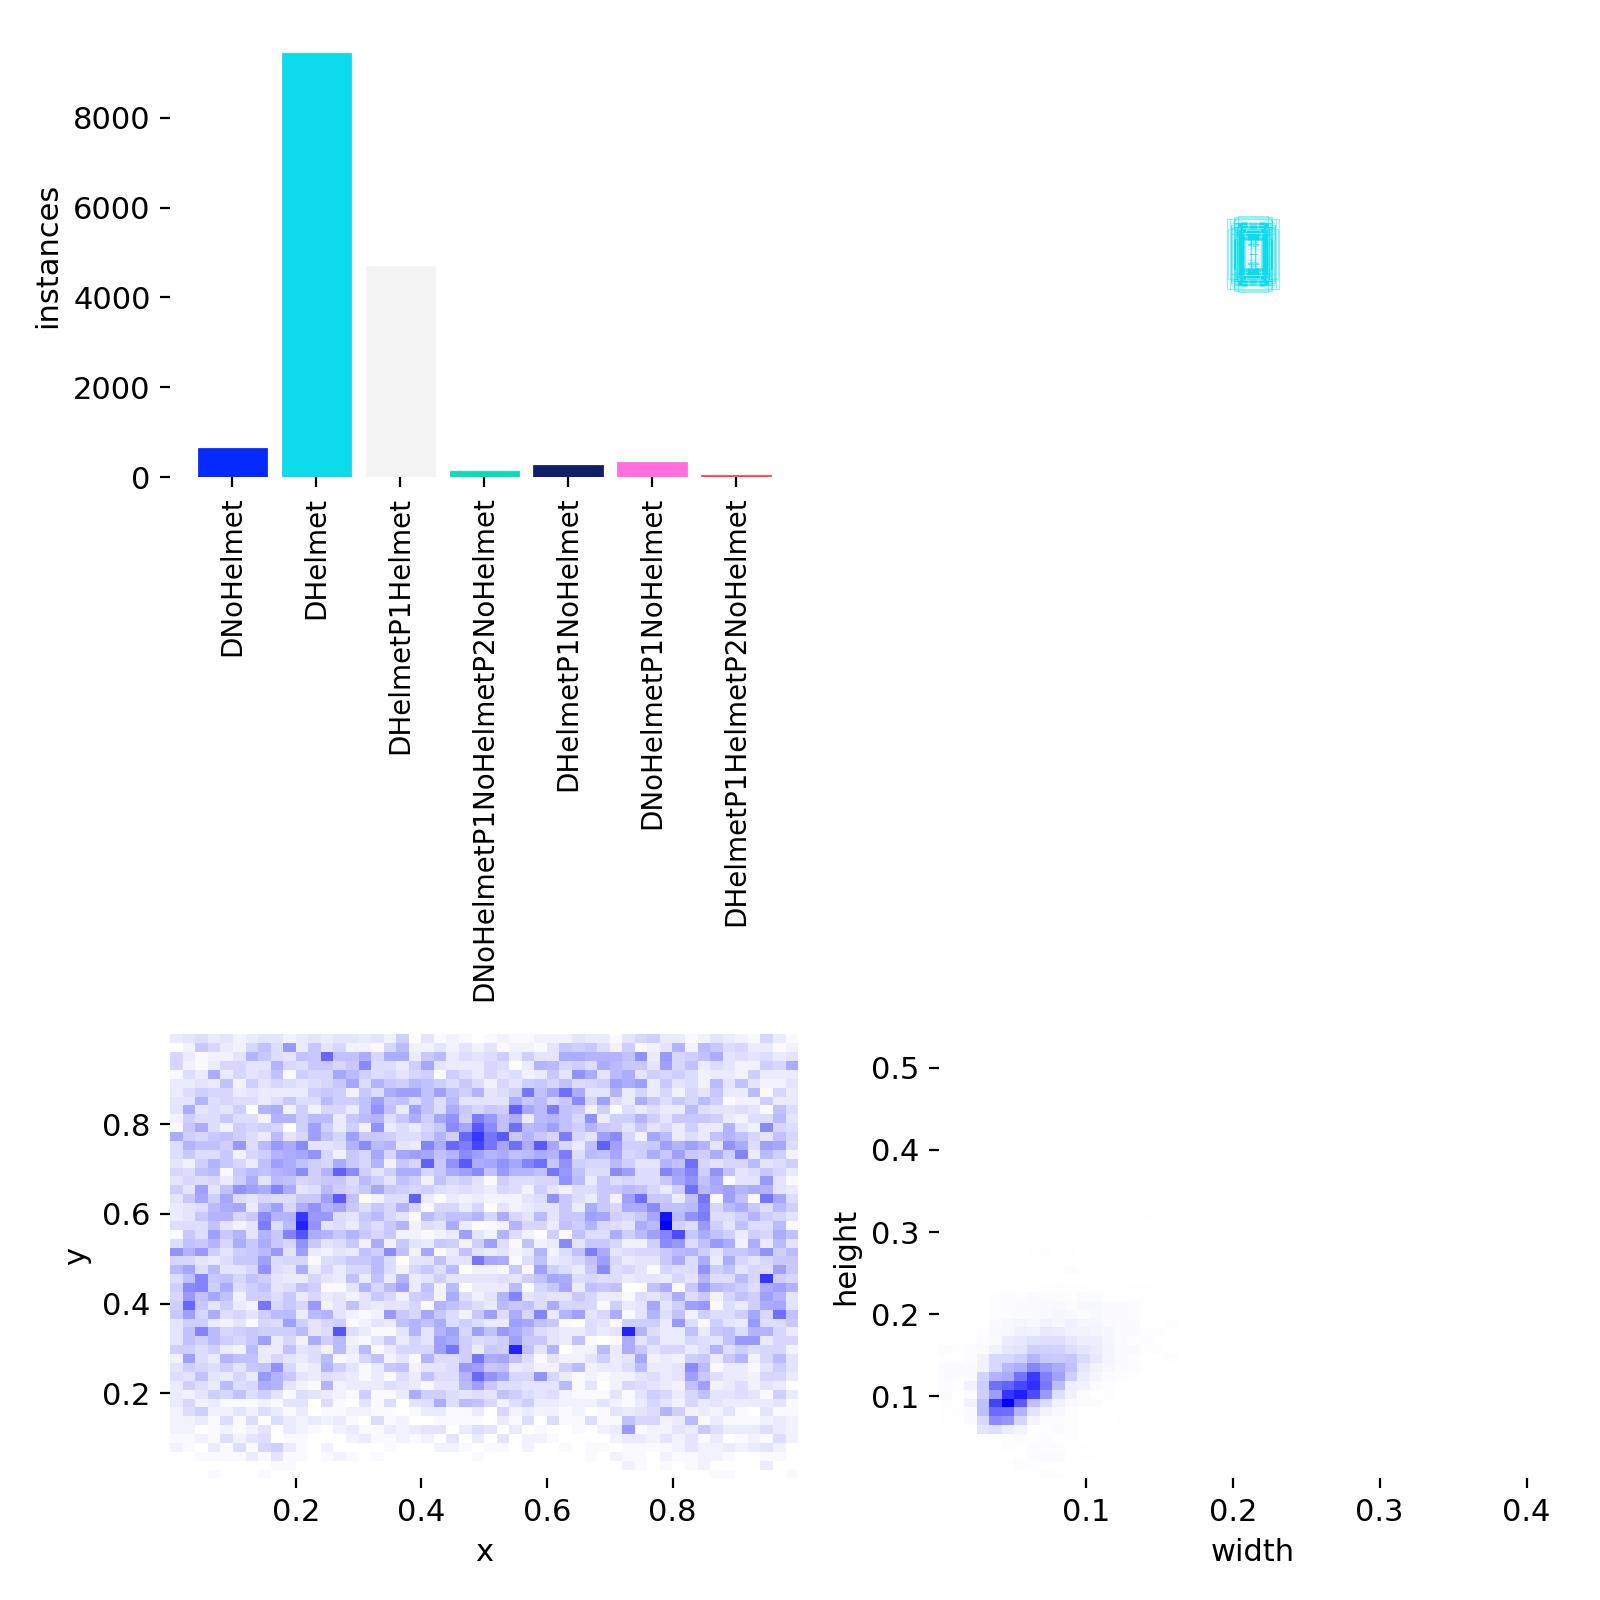 instances
8000
6000
4000
2000
0
DNoHelmet
DHelmet
DHelmetP1Helmet
DNoHelmetP1NoHelmetP2NoHelmet
DHelmetP1NoHelmet
DNoHelmetP1NoHelmet
DHelmetP1HelmetP2NoHelmet
y
0.8
0.6
0.4
0.2
0.2 0.4 0.6 0.8
x
height
0.5
0.4
0.3
0.2
0.1
0.1 0.2 0.3 0.4
width